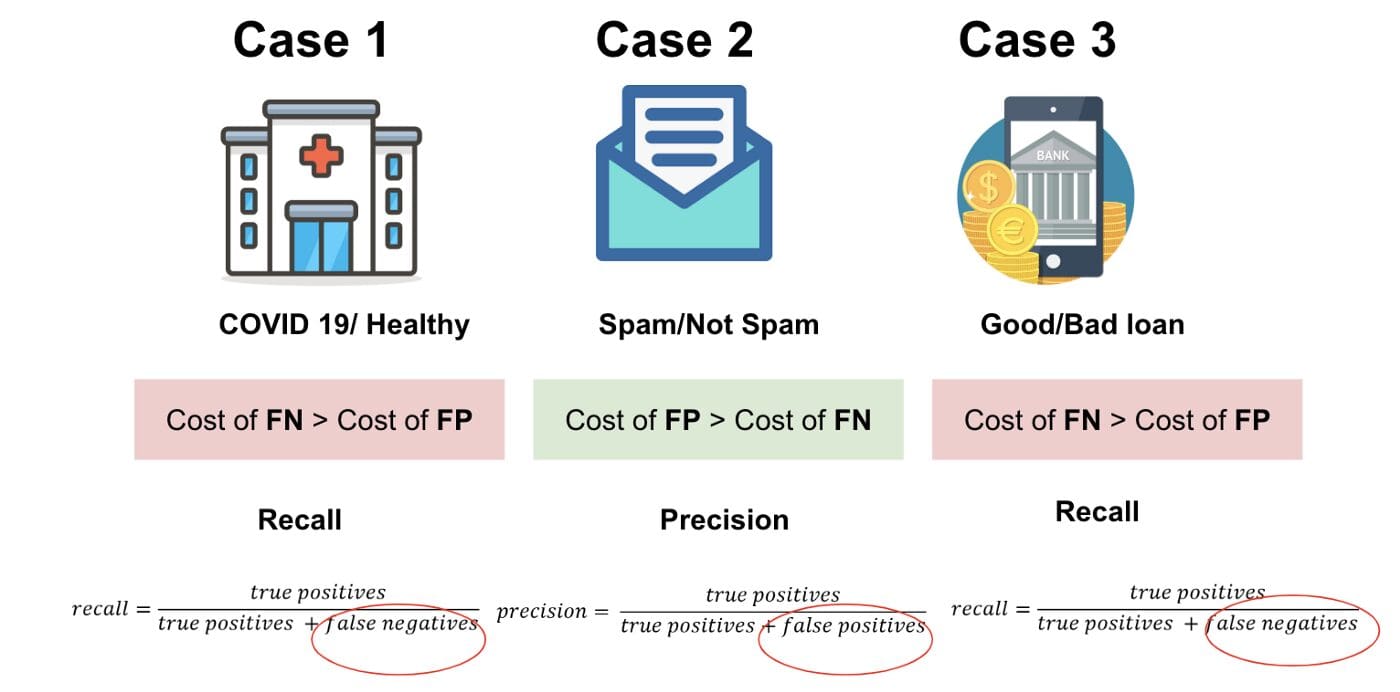 Case 1
Case 2
Case 3
BANK
$
€
COVID 19/ Healthy
Spam/Not Spam
Good/Bad loan
Cost of FN > Cost of FP
Cost of FP > Cost of FN
Cost of FN > Cost of FP
Recall
Precision
Recall
recall = true positives / true positives + false negatives
precision = true positives / true positives + false positives
recall = true positives / true positives + false negatives